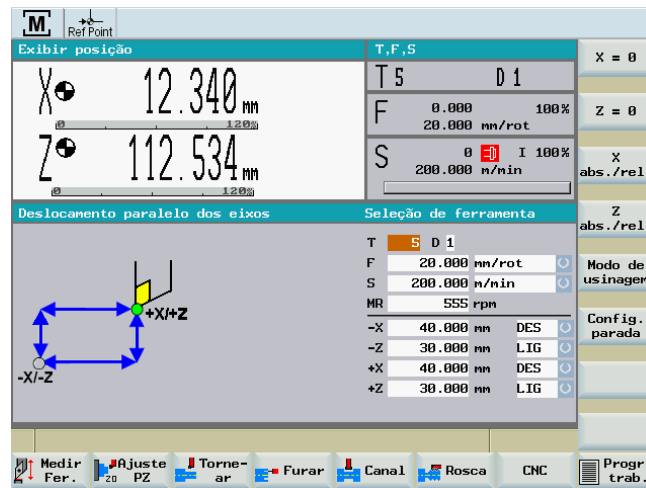 M Ref Point
Exibir posição
T,F,S
X = 0
T 5 D 1
X 12.340 mm
0 120%
F 0.000 100%
20.000 mm/rot
Z = 0
Z 112.534 mm
0 120%
S 0 I 100%
200.000 m/min
X
abs./rel
Z
abs./rel
Deslocamento paralelo dos eixos
Seleção de ferramenta
T 5 D 1
F 20.000 mm/rot
S 200.000 m/min
MR 555 rpm
-X 40.000 mm DES
-Z 30.000 mm LIG
+X 40.000 mm DES
+Z 30.000 mm LIG
+X/+Z
-X/-Z
Modo de
usinagem
Config.
parada
Medir
Fer.
Ajuste
Z0 PZ
Torne-
ar
Furar
Canal
Rosca
CNC
Progr
trab.